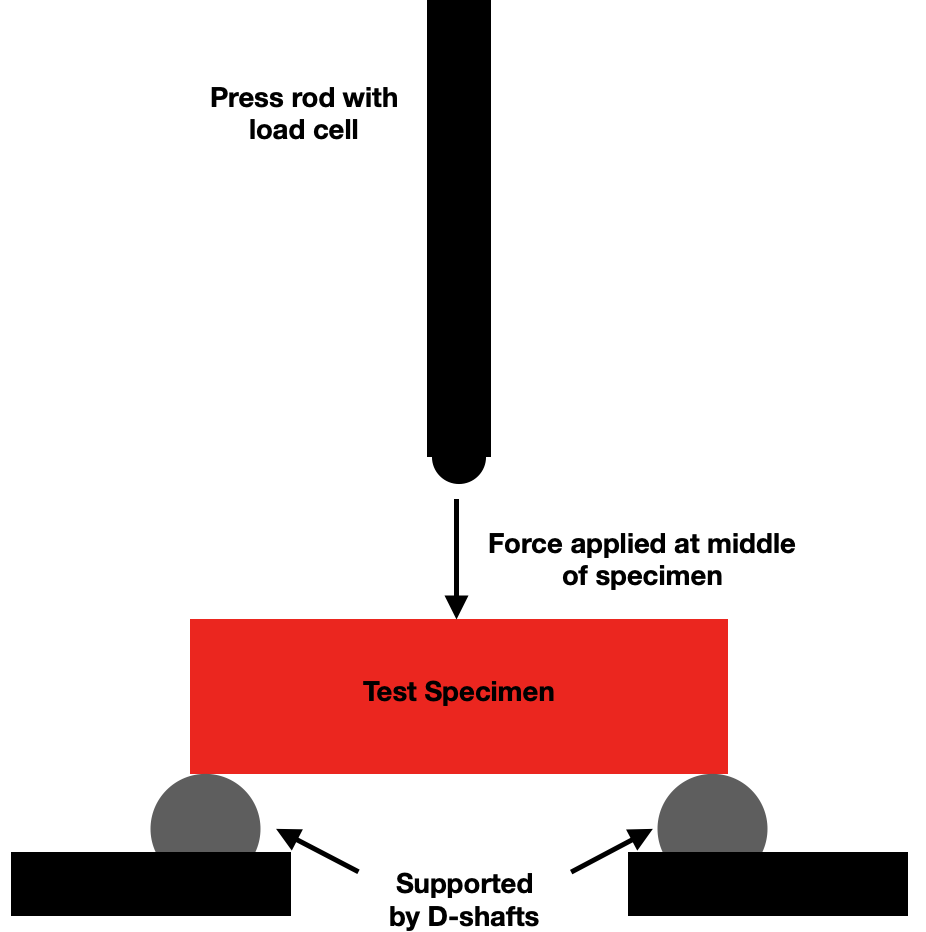 Press rod with
load cell
Force applied at middle
of specimen
Test Specimen
Supported
by D-shafts